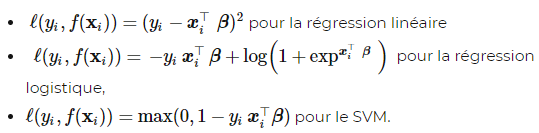 • ℓ(yᵢ, f(𝐱ᵢ)) = (yᵢ − 𝒙ᵢ⊤ 𝜷)² pour la régression linéaire
• ℓ(yᵢ, f(𝐱ᵢ)) = −yᵢ 𝒙ᵢ⊤ 𝜷 + log(1 + exp^{𝒙ᵢ⊤ 𝜷}) pour la régression
logistique,
• ℓ(yᵢ, f(𝐱ᵢ)) = max(0, 1 − yᵢ 𝒙ᵢ⊤𝜷) pour le SVM.